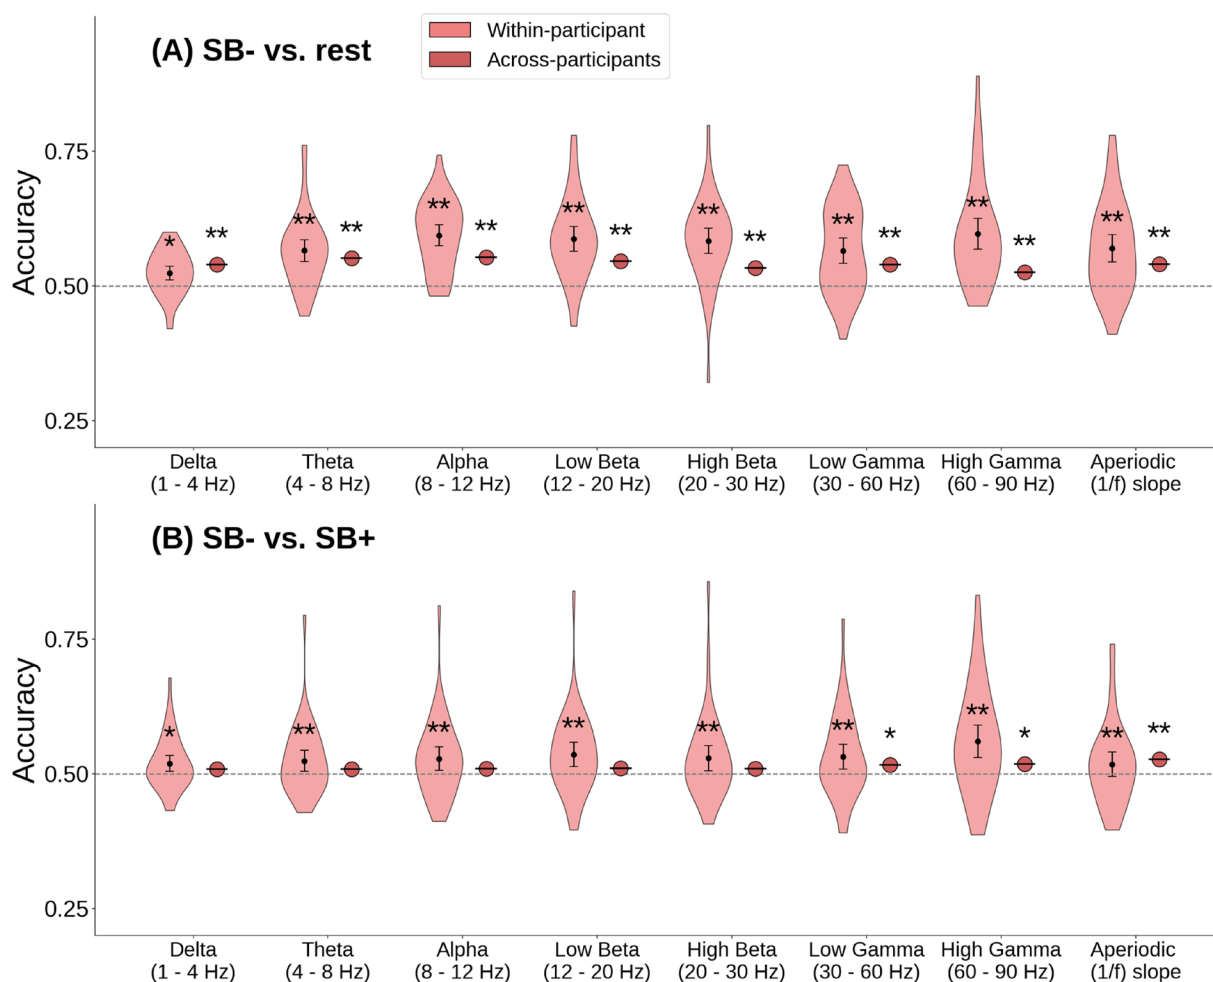 (A) SB- vs. rest
Within-participant
Across-participants
Accuracy
0.75
0.50
0.25
* ** ** ** ** ** ** ** ** ** ** ** ** ** ** **
Delta (1 - 4 Hz)
Theta (4 - 8 Hz)
Alpha (8 - 12 Hz)
Low Beta (12 - 20 Hz)
High Beta (20 - 30 Hz)
Low Gamma (30 - 60 Hz)
High Gamma (60 - 90 Hz)
Aperiodic (1/f) slope
(B) SB- vs. SB+
Accuracy
0.75
0.50
0.25
* ** ** ** ** ** * ** * ** **
Delta (1 - 4 Hz)
Theta (4 - 8 Hz)
Alpha (8 - 12 Hz)
Low Beta (12 - 20 Hz)
High Beta (20 - 30 Hz)
Low Gamma (30 - 60 Hz)
High Gamma (60 - 90 Hz)
Aperiodic (1/f) slope